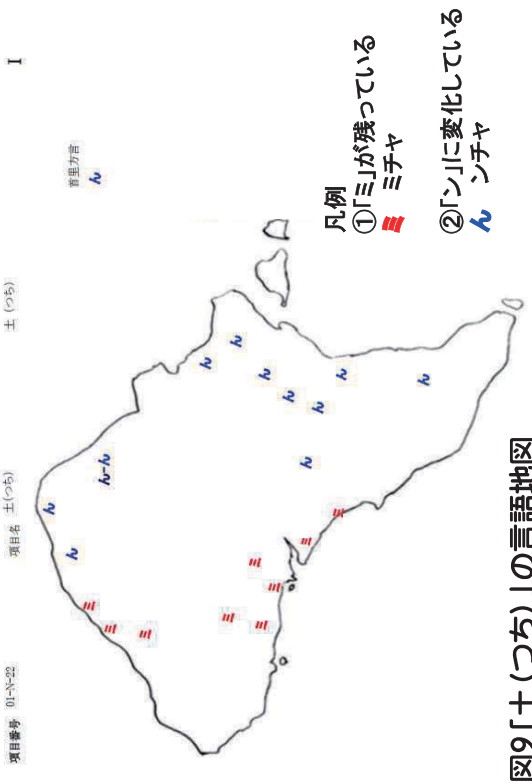 項目番号 01-N-22 項目名 土(つち) 土 (つち) I
首里方言
ん
ん
ん
ミ
ん-ん
ミ
ミ
ん
ミ
ん
ミ
ミ
ん
ミ
ん
ミ
ん
ん
ミ
ん
ん
凡例
①「ミ」が残っている
ミ ミチャ
②「ン」に変化している
ん ンチャ
図9「土(つち)」の言語地図